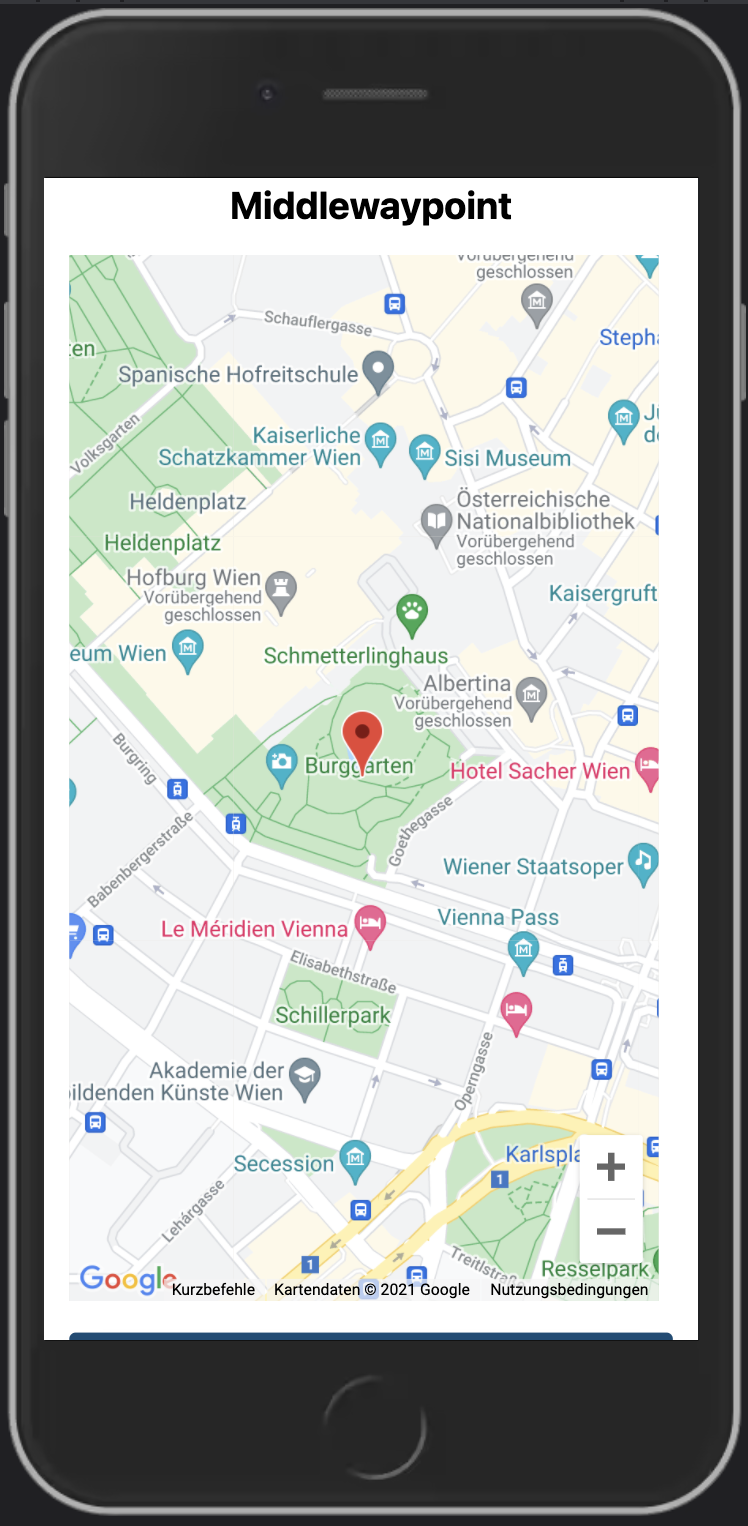 Middlewaypoint
Vorübergehend
geschlossen
Schauflergasse
Spanische Hofreitschule
Volksgarten
Kaiserliche
Schatzkammer Wien
Sisi Museum
Heldenplatz
Heldenplatz
Österreichische
Nationalbibliothek
Vorübergehend
geschlossen
Hofburg Wien
Vorübergehend
geschlossen
Kaisergruft
Schmetterlinghaus
eum Wien
Albertina
Vorübergehend
geschlossen
Burgring
Burggarten
Hotel Sacher Wien
Babenbergerstraße
Goethegasse
Wiener Staatsoper
Le Méridien Vienna
Vienna Pass
Elisabethstraße
Schillerpark
Operngasse
Akademie der
bildenden Künste Wien
Secession
Karlspla
1
Lehárgasse
1
Resselpark
Google
Kurzbefehle
Kartendaten © 2021 Google
Nutzungsbedingungen